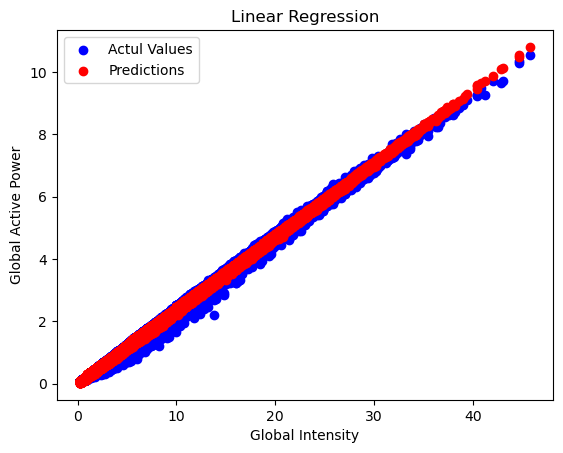 Linear Regression
Actul Values
Predictions
Global Active Power
10
8
6
4
2
0
0 10 20 30 40
Global Intensity